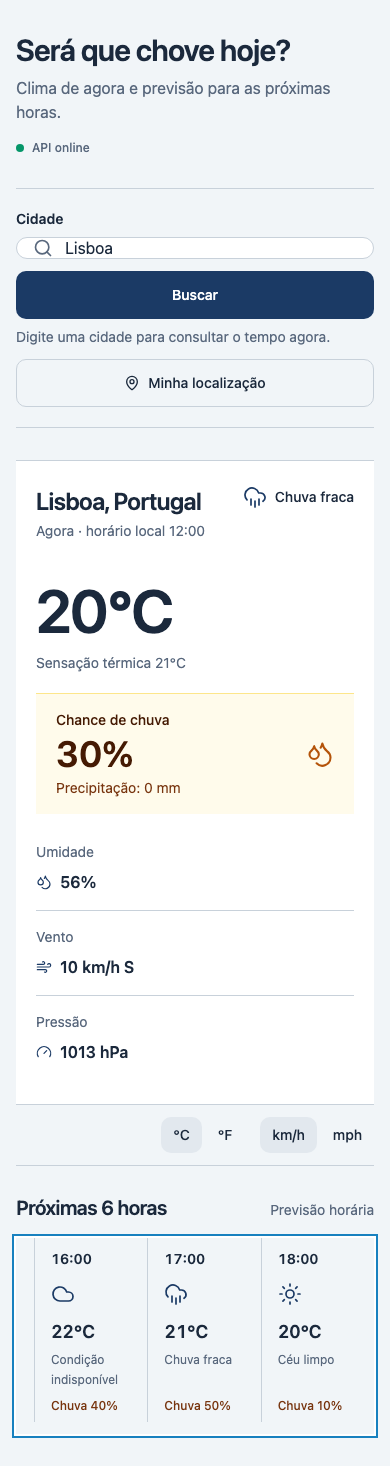 Será que chove hoje?
Clima de agora e previsão para as próximas
horas.
API online
Cidade
Lisboa
Buscar
Digite uma cidade para consultar o tempo agora.
Minha localização
Lisboa, Portugal
Chuva fraca
Agora · horário local 12:00
20°C
Sensação térmica 21°C
Chance de chuva
30%
Precipitação: 0 mm
Umidade
56%
Vento
10 km/h S
Pressão
1013 hPa
°C °F km/h mph
Próximas 6 horas
Previsão horária
16:00
22°C
Condição
indisponível
Chuva 40%
17:00
21°C
Chuva fraca
Chuva 50%
18:00
20°C
Céu limpo
Chuva 10%